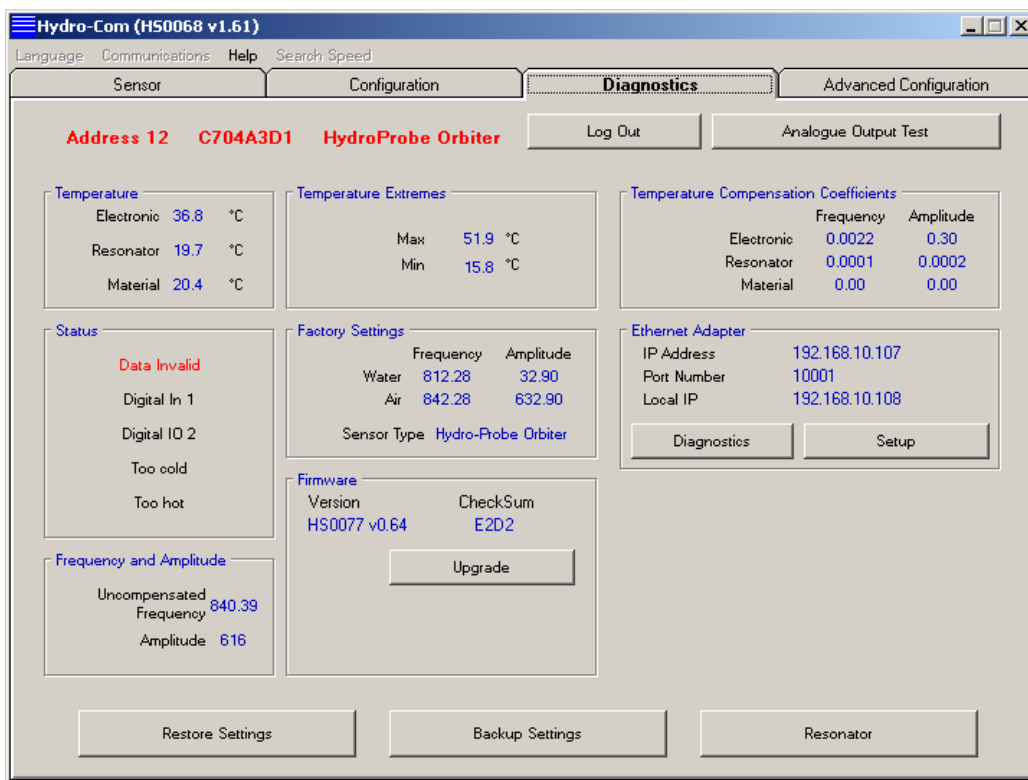 Hydro-Com (HS0068 v1.61)
Language Communications Help Search Speed
Sensor Configuration Diagnostics Advanced Configuration
Address 12 C704A3D1 HydroProbe Orbiter Log Out Analogue Output Test
Temperature
Electronic 36.8 °C
Resonator 19.7 °C
Material 20.4 °C
Temperature Extremes
Max 51.9 °C
Min 15.8 °C
Temperature Compensation Coefficients
Frequency Amplitude
Electronic 0.0022 0.30
Resonator 0.0001 0.0002
Material 0.00 0.00
Status
Data Invalid
Digital In 1
Digital IO 2
Too cold
Too hot
Factory Settings
Frequency Amplitude
Water 812.28 32.90
Air 842.28 632.90
Sensor Type Hydro-Probe Orbiter
Ethernet Adapter
IP Address 192.168.10.107
Port Number 10001
Local IP 192.168.10.108
Diagnostics Setup
Firmware
Version CheckSum
HS0077 v0.64 E2D2
Upgrade
Frequency and Amplitude
Uncompensated
Frequency 840.39
Amplitude 616
Restore Settings Backup Settings Resonator